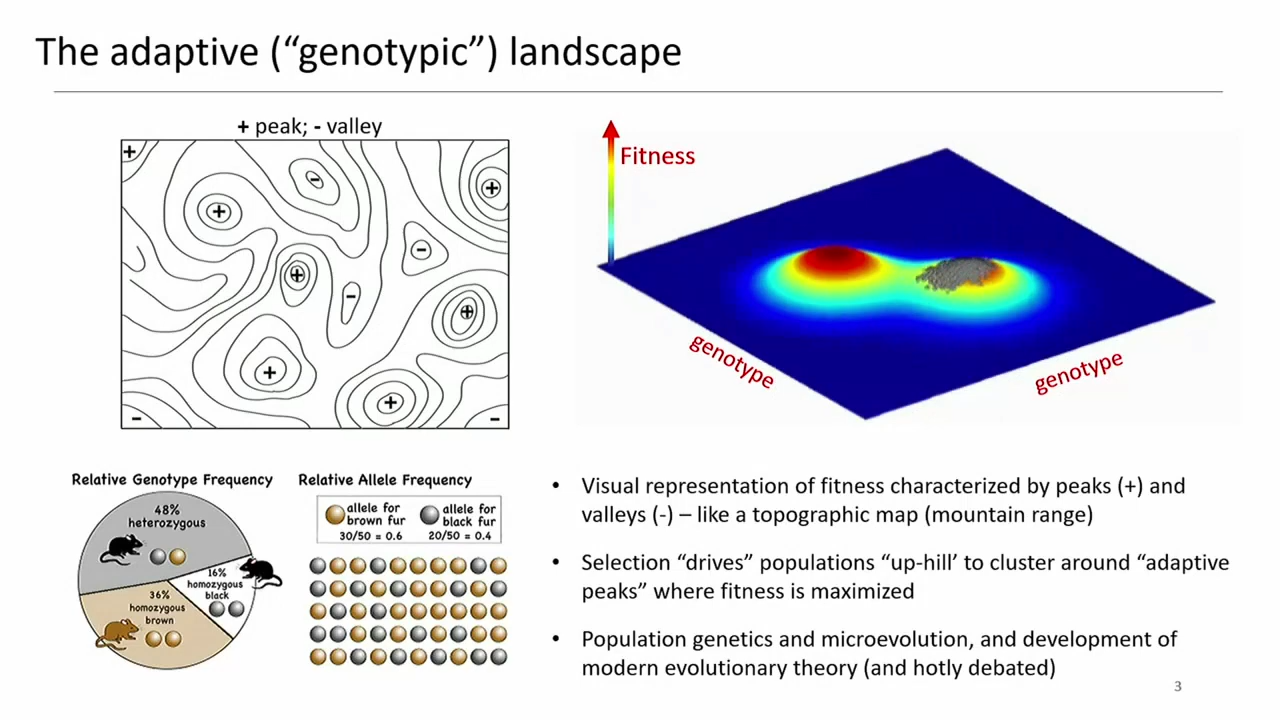 The adaptive (“genotypic”) landscape
+ peak; - valley
+
-
+
+
+
-
+
-
+
+
+
-
-
Fitness
genotype
genotype
Relative Genotype Frequency
48%
heterozygous
16%
homozygous
black
36%
homozygous
brown
Relative Allele Frequency
allele for
brown fur
30/50 = 0.6
allele for
black fur
20/50 = 0.4
• Visual representation of fitness characterized by peaks (+) and
valleys (-) – like a topographic map (mountain range)
• Selection “drives” populations “up-hill’ to cluster around “adaptive
peaks” where fitness is maximized
• Population genetics and microevolution, and development of
modern evolutionary theory (and hotly debated)
3